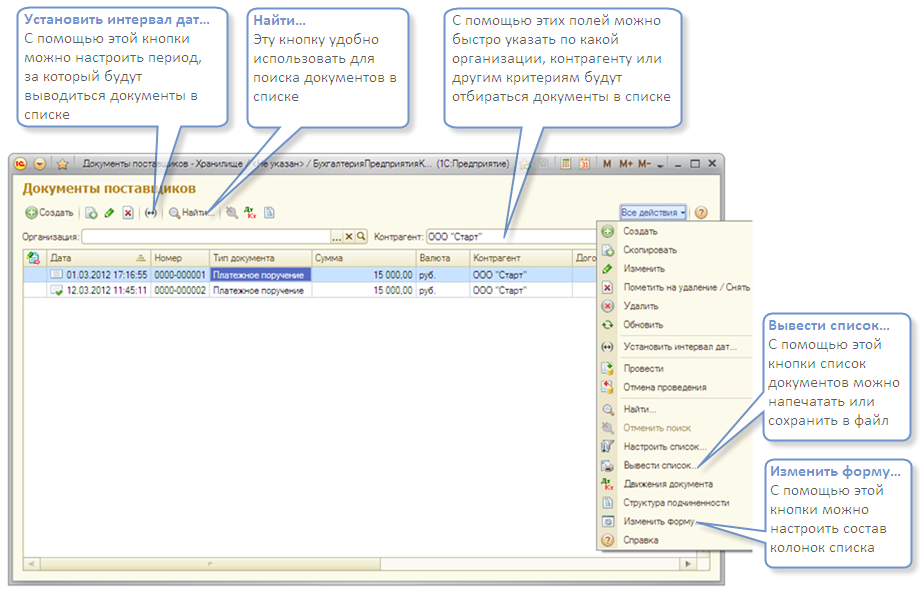 Установить интервал дат...
С помощью этой кнопки
можно настроить период,
за который будут
выводиться документы в
списке
Найти...
Эту кнопку удобно
использовать для
поиска документов в
списке
С помощью этих полей можно
быстро указать по какой
организации, контрагенту или
другим критериям будут
отбираться документы в списке
Документы поставщиков - Хранилище / <не указан> / БухгалтерияПредприятияК... (1С:Предприятие) M M+ M-
Документы поставщиков
Создать Найти... Все действия
Организация: Контрагент: ООО "Старт"
Дата Номер Тип документа Сумма Валюта Контрагент Дого
01.03.2012 17:16:55 0000-000001 Платежное поручение 15 000,00 руб. ООО "Старт"
12.03.2012 11:45:11 0000-000002 Платежное поручение 15 000,00 руб. ООО "Старт"
Создать
Скопировать
Изменить
Пометить на удаление / Снять
Удалить
Обновить
Установить интервал дат...
Провести
Отмена проведения
Найти...
Отменить поиск
Настроить список...
Вывести список...
Движения документа
Структура подчиненности
Изменить форму...
Справка
Вывести список...
С помощью этой
кнопки список
документов можно
напечатать или
сохранить в файл
Изменить форму...
С помощью этой
кнопки можно
настроить состав
колонок списка